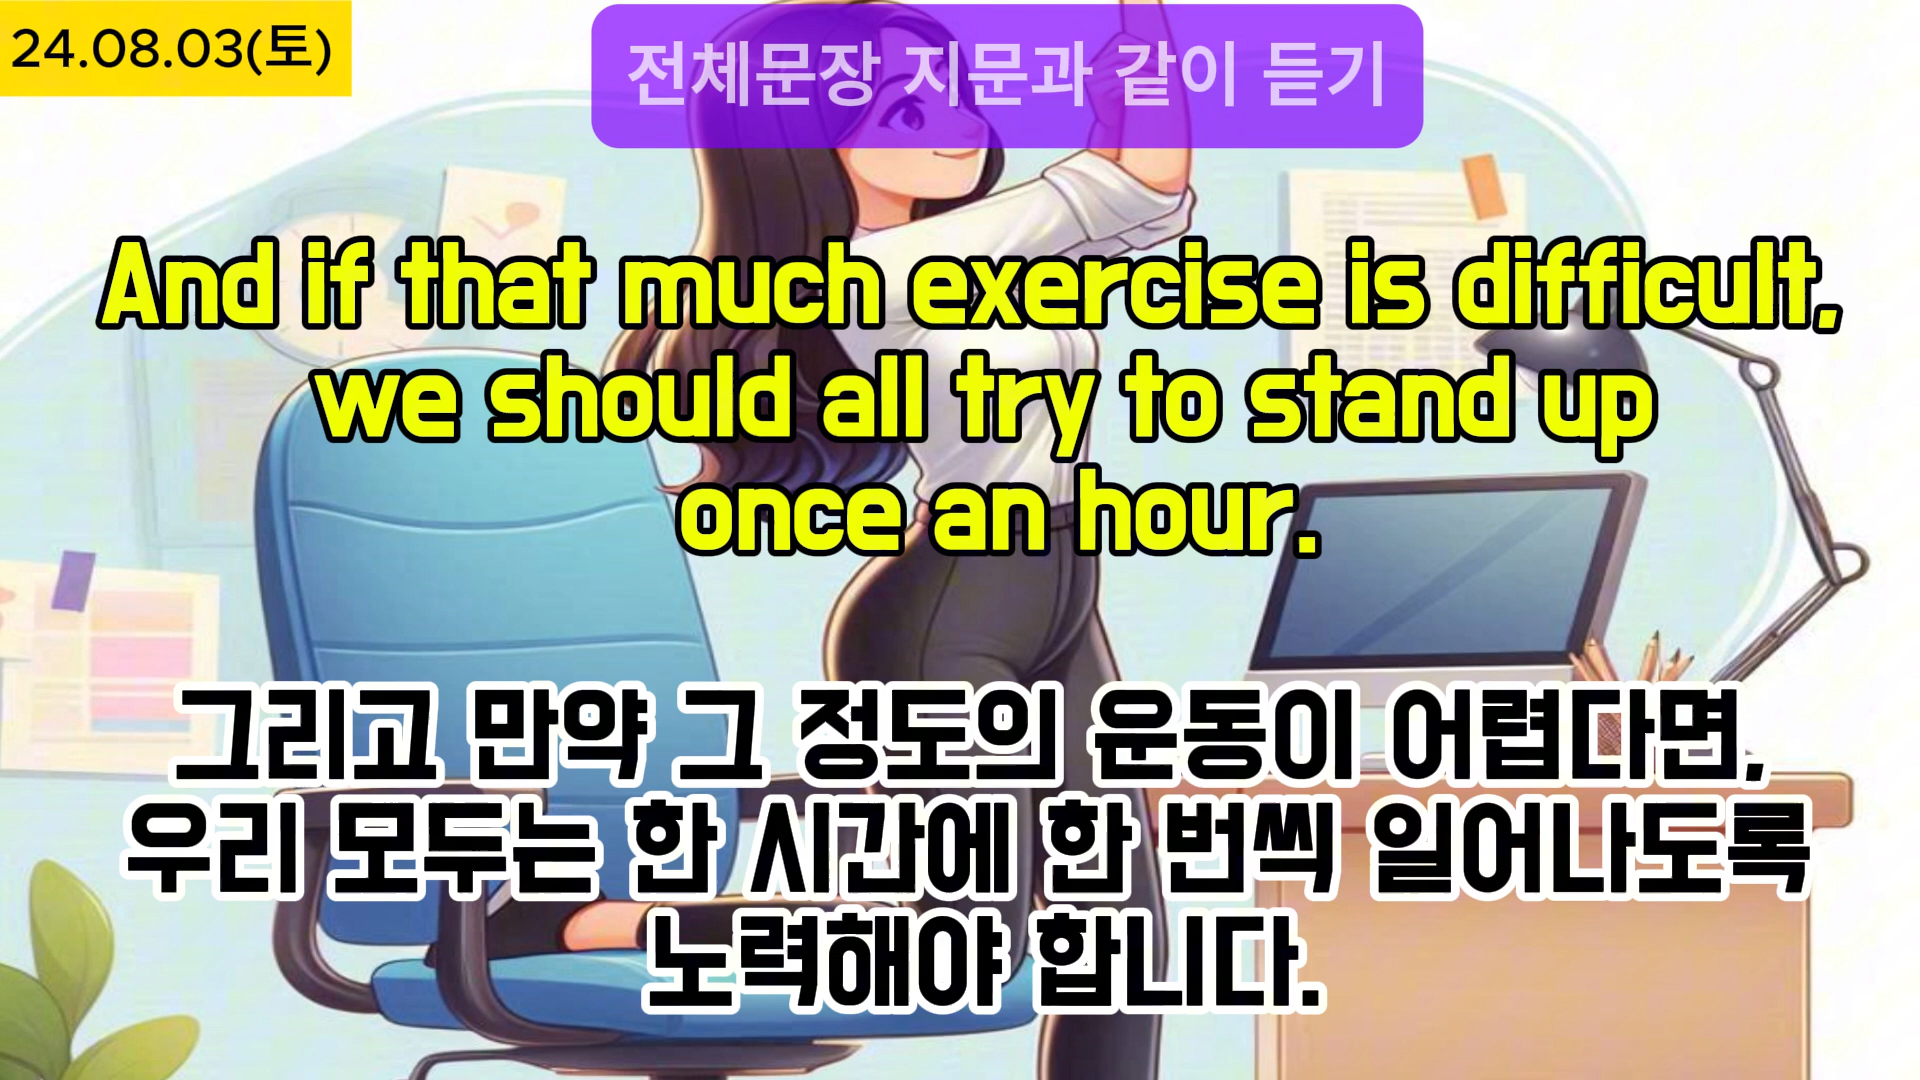 24.08.03(토)
전체문장 지문과 같이 듣기
And if that much exercise is difficult,
we should all try to stand up
once an hour.
그리고 만약 그 정도의 운동이 어렵다면,
우리 모두는 한 시간에 한 번씩 일어나도록
노력해야 합니다.